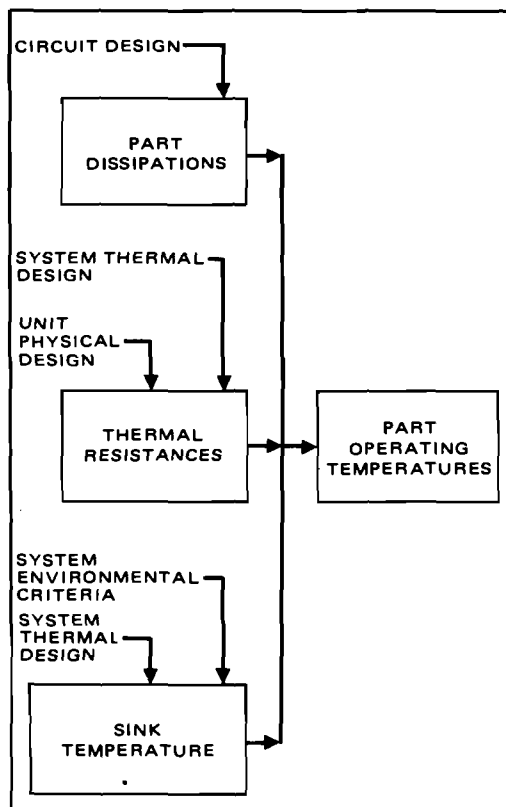 CIRCUIT DESIGN
PART
DISSIPATIONS
SYSTEM THERMAL
DESIGN
UNIT
PHYSICAL
DESIGN
THERMAL
RESISTANCES
PART
OPERATING
TEMPERATURES
SYSTEM
ENVIRONMENTAL
CRITERIA
SYSTEM
THERMAL
DESIGN
SINK
TEMPERATURE